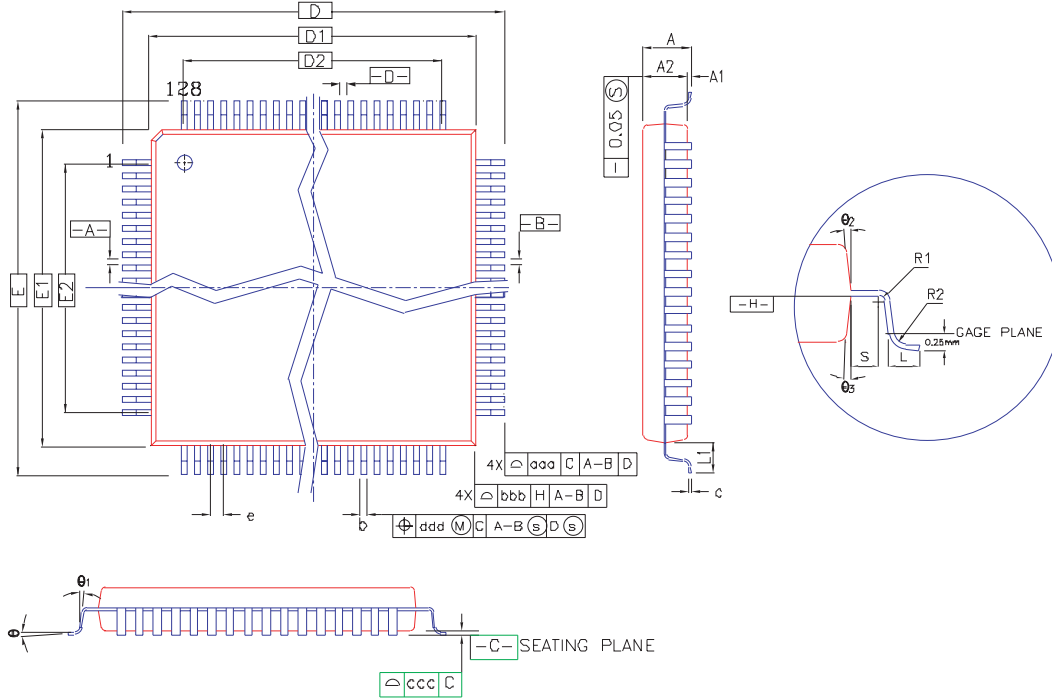 D
D1
D2
-D-
128
1
-A-
-B-
E
E1
E2
e
b
4X ⌓ aaa C A-B D
4X ⌓ bbb H A-B D
⌖ ddd Ⓜ C A-B Ⓢ D Ⓢ
A
A2
A1
- 0.05 Ⓢ
L1
c
θ2
R1
R2
-H-
GAGE PLANE
0.25mm
S
L
θ3
θ1
θ
-C- SEATING PLANE
⌓ ccc C